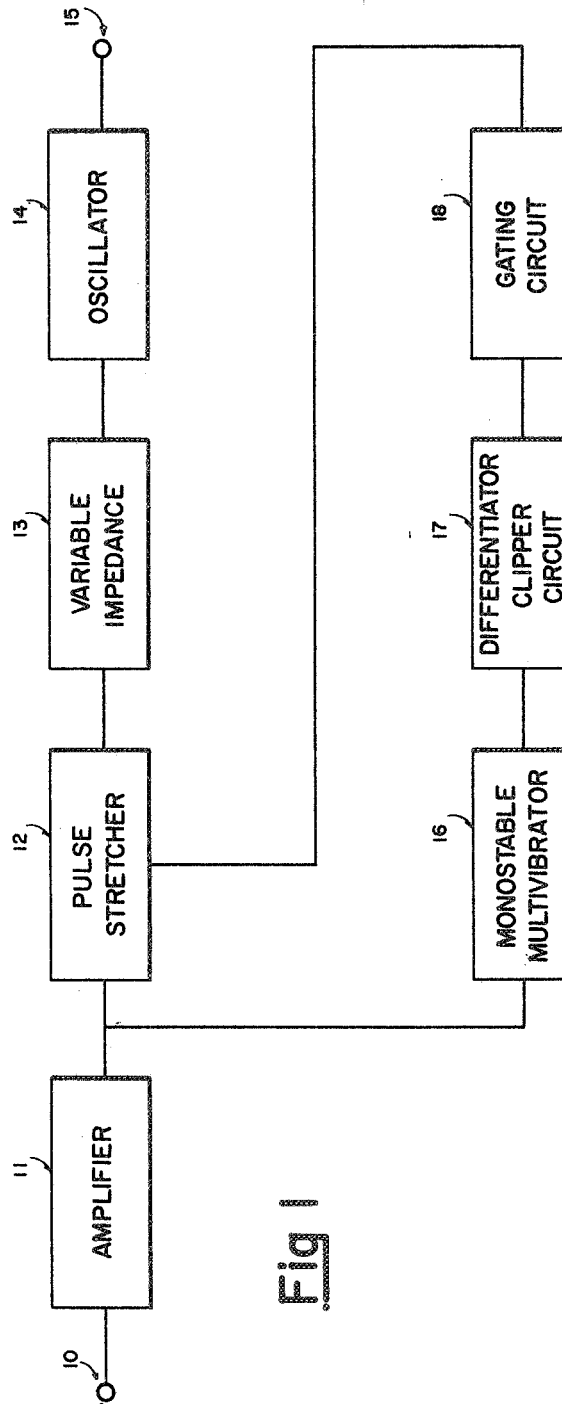 10
11
AMPLIFIER
12
PULSE
STRETCHER
13
VARIABLE
IMPEDANCE
14
OSCILLATOR
15
16
MONOSTABLE
MULTIVIBRATOR
17
DIFFERENTIATOR
CLIPPER
CIRCUIT
18
GATING
CIRCUIT
Fig 1